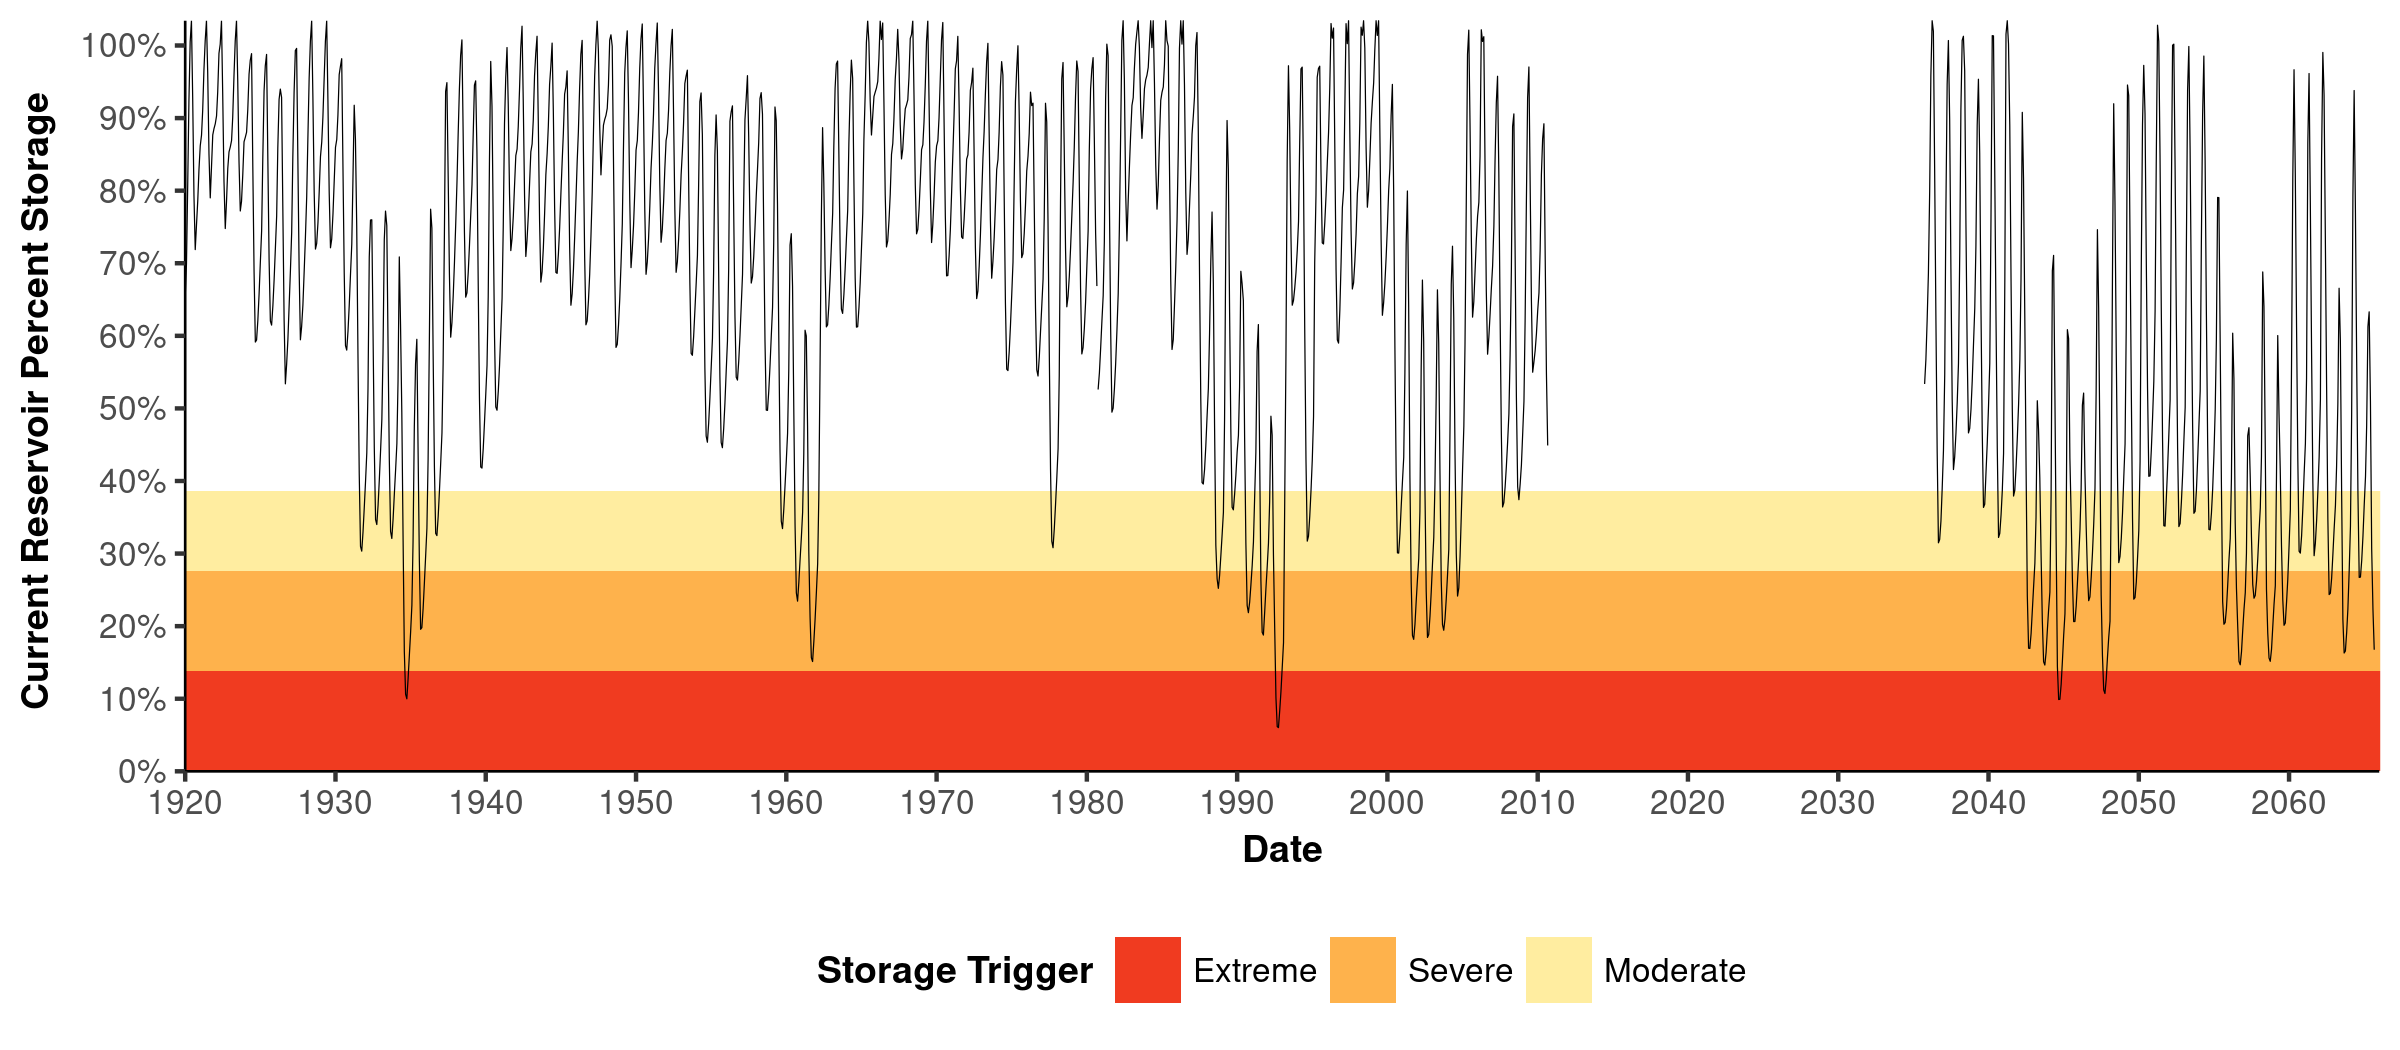 Current Reservoir Percent Storage
100%
90%
80%
70%
60%
50%
40%
30%
20%
10%
0%
1920 1930 1940 1950 1960 1970 1980 1990 2000 2010 2020 2030 2040 2050 2060
Date
Storage Trigger Extreme Severe Moderate